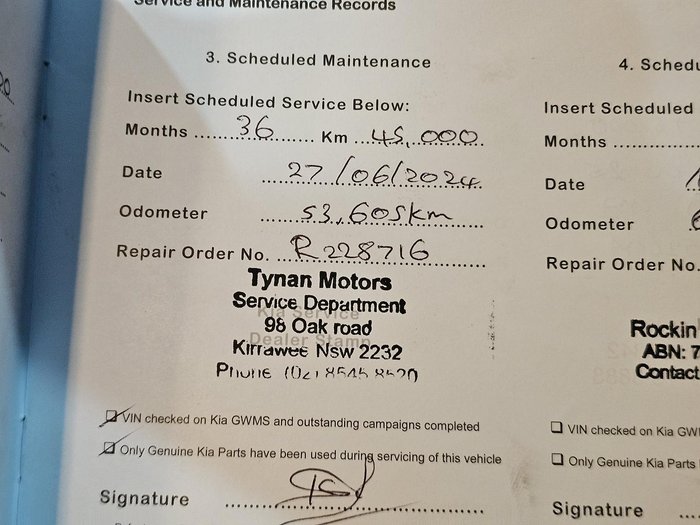 Service and Maintenance Records
3. Scheduled Maintenance
Insert Scheduled Service Below:
Months 36 Km 45,000
Date 27/06/2024
Odometer 53,605km
Repair Order No. R228716
Tynan Motors
Service Department
Kia Service
98 Oak road
Dealer Stamp
Kirrawee Nsw 2232
Phone (02) 8545 8520
VIN checked on Kia GWMS and outstanding campaigns completed
Only Genuine Kia Parts have been used during servicing of this vehicle
Signature
4. Schedu
Insert Scheduled
Months
Date
Odometer
Repair Order No.
Rockin
ABN: 7
Contact
VIN checked on Kia GW
Only Genuine Kia Parts
Signature